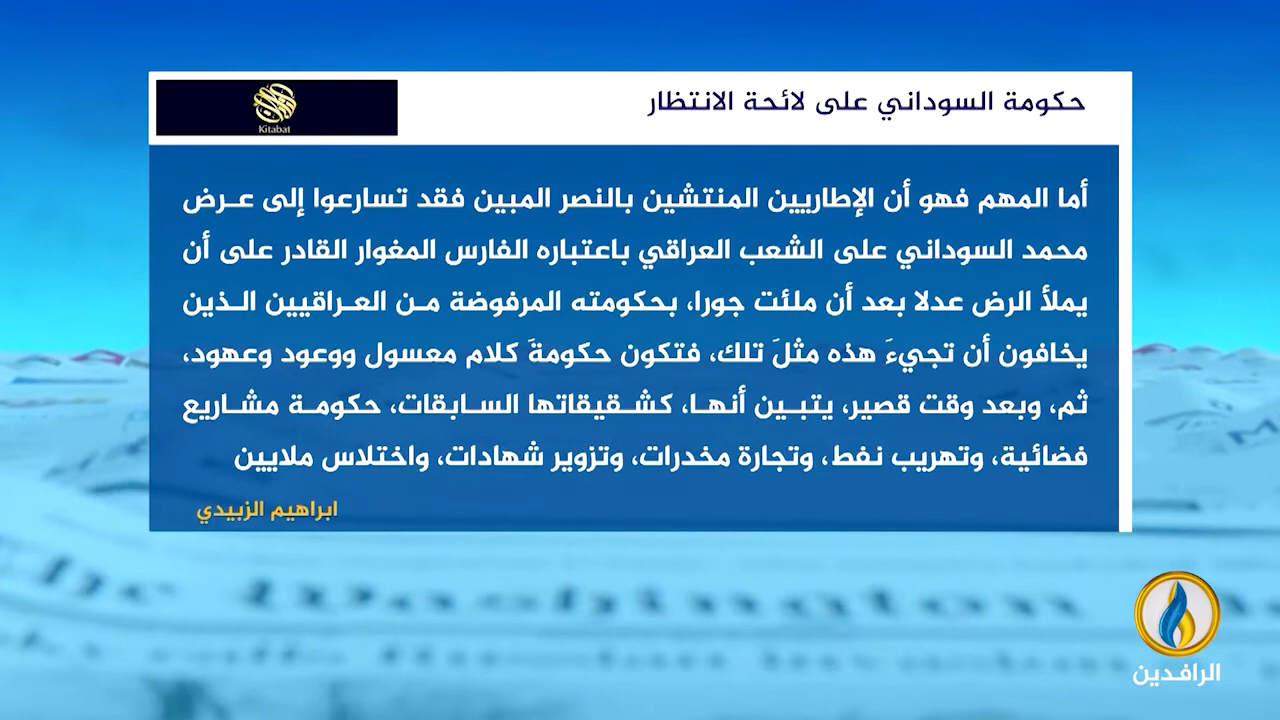 حكومة السوداني على لائحة الانتظار
Kitabat
أما المهم فهو أن الإطاريين المنتشين بالنصر المبين فقد تسارعوا إلى عـرض
محمد السوداني على الشعب العراقي باعتباره الفارس المغوار القادر على أن
يملأ الرض عدلا بعد أن ملئت جورا، بحكومته المرفوضة مـن العـراقيين الـذين
يخافون أن تجيءَ هذه مثلَ تلك، فتكون حكومةَ كلام معسول ووعود وعهود،
ثم، وبعد وقت قصير، يتبـين أنهـا، كشـقيقاتها السـابقات، حكومـة مشـاريع
فضائية، وتهريب نفط، وتجارة مخدرات، وتزوير شهادات، واختلاس ملايين
ابراهيم الزبيدي
الرافدين